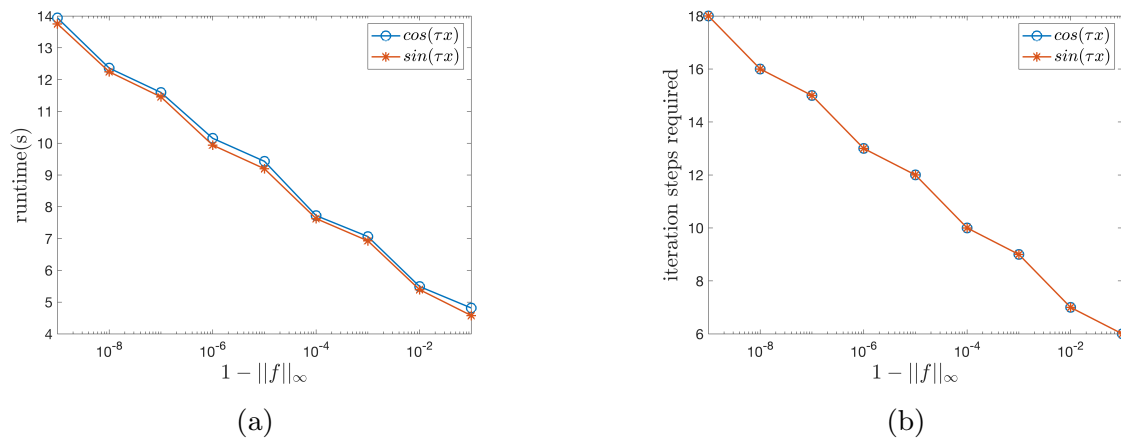 14
13
12
11
10
9
8
7
6
5
4
runtime(s)
cos(τx)
sin(τx)
10⁻⁸
10⁻⁶
10⁻⁴
10⁻²
1 − ||f||∞
(a)
18
16
14
12
10
8
6
iteration steps required
cos(τx)
sin(τx)
10⁻⁸
10⁻⁶
10⁻⁴
10⁻²
1 − ||f||∞
(b)